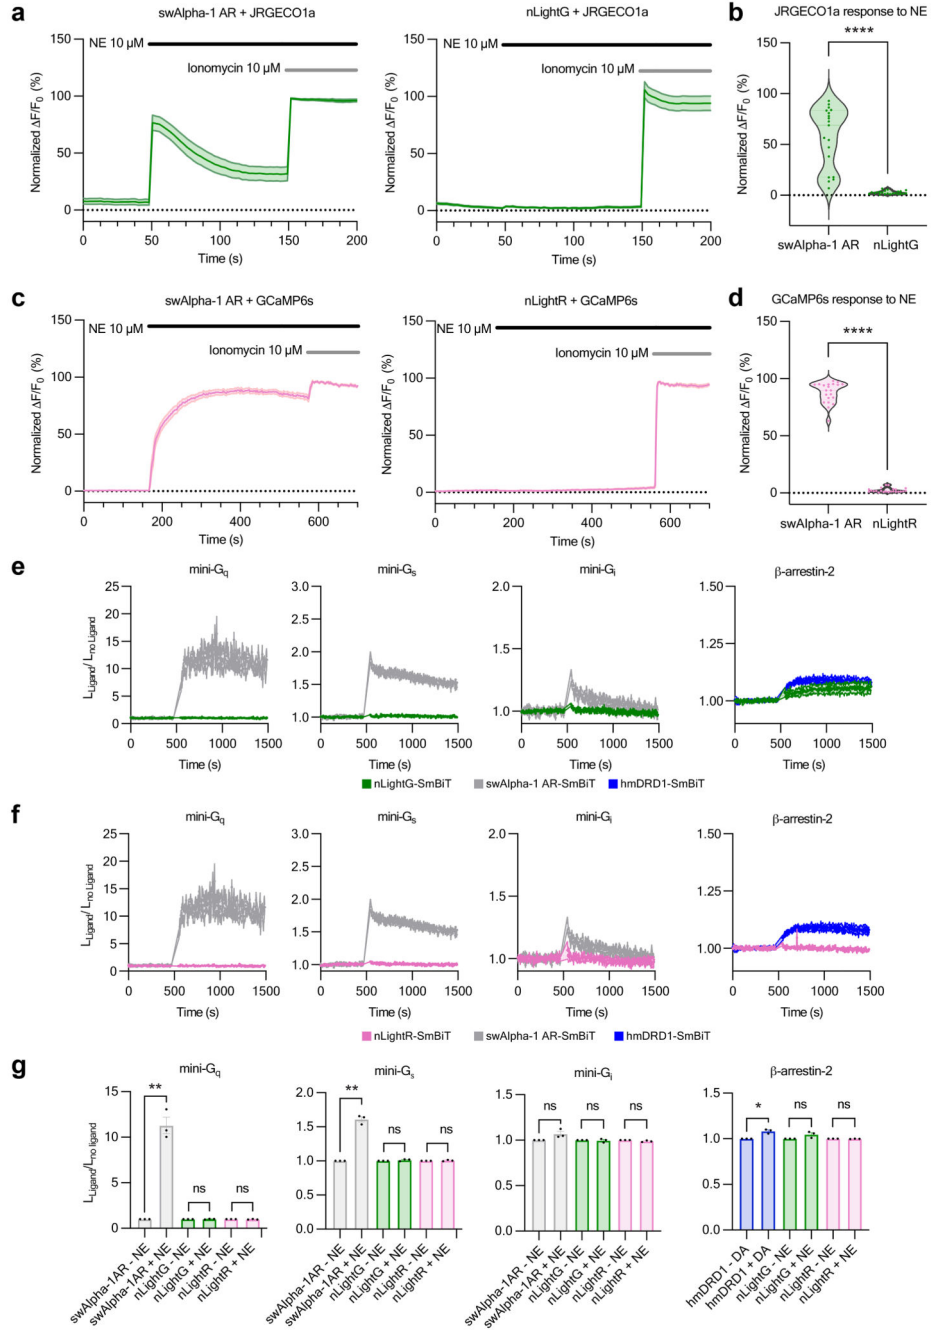 a
swAlpha-1 AR + JRGECO1a
nLightG + JRGECO1a
b
JRGECO1a response to NE
Normalized ΔF/F0 (%)
150
100
50
0
NE 10 µM
Ionomycin 10 µM
0 50 100 150 200
Time (s)
Normalized ΔF/F0 (%)
150
100
50
0
NE 10 µM
Ionomycin 10 µM
0 50 100 150 200
Time (s)
Normalized ΔF/F0 (%)
150
100
50
0
****
swAlpha-1 AR nLightG
c
swAlpha-1 AR + GCaMP6s
nLightR + GCaMP6s
d
GCaMP6s response to NE
Normalized ΔF/F0 (%)
150
100
50
0
NE 10 µM
Ionomycin 10 µM
0 200 400 600
Time (s)
Normalized ΔF/F0 (%)
150
100
50
0
NE 10 µM
Ionomycin 10 µM
0 200 400 600
Time (s)
Normalized ΔF/F0 (%)
150
100
50
0
****
swAlpha-1 AR nLightR
e
mini-Gq
LLigand/ Lno Ligand
25
20
15
10
5
0
0 500 1000 1500
Time (s)
mini-Gs
3.0
2.5
2.0
1.5
1.0
0 500 1000 1500
Time (s)
mini-Gi
2.0
1.5
1.0
0 500 1000 1500
Time (s)
β-arrestin-2
1.50
1.25
1.00
0 500 1000 1500
Time (s)
nLightG-SmBiT swAlpha-1 AR-SmBiT hmDRD1-SmBiT
f
mini-Gq
LLigand/ Lno Ligand
25
20
15
10
5
0
0 500 1000 1500
Time (s)
mini-Gs
3.0
2.5
2.0
1.5
1.0
0 500 1000 1500
Time (s)
mini-Gi
2.0
1.5
1.0
0 500 1000 1500
Time (s)
β-arrestin-2
1.50
1.25
1.00
0 500 1000 1500
Time (s)
nLightR-SmBiT swAlpha-1 AR-SmBiT hmDRD1-SmBiT
g
mini-Gq
LLigand/Lno ligand
15
10
5
0
** ns ns
swAlpha-1AR - NE
swAlpha-1AR + NE
nLightG - NE
nLightG + NE
nLightR - NE
nLightR + NE
mini-Gs
2.0
1.5
1.0
0.5
0.0
** ns ns
swAlpha-1AR - NE
swAlpha-1AR + NE
nLightG - NE
nLightG + NE
nLightR - NE
nLightR + NE
mini-Gi
1.5
1.0
0.5
0.0
ns ns ns
swAlpha-1AR - NE
swAlpha-1AR + NE
nLightG - NE
nLightG + NE
nLightR - NE
nLightR + NE
β-arrestin-2
1.5
1.0
0.5
0.0
* ns ns
hmDRD1 - DA
hmDRD1 + DA
nLightG - NE
nLightG + NE
nLightR - NE
nLightR + NE